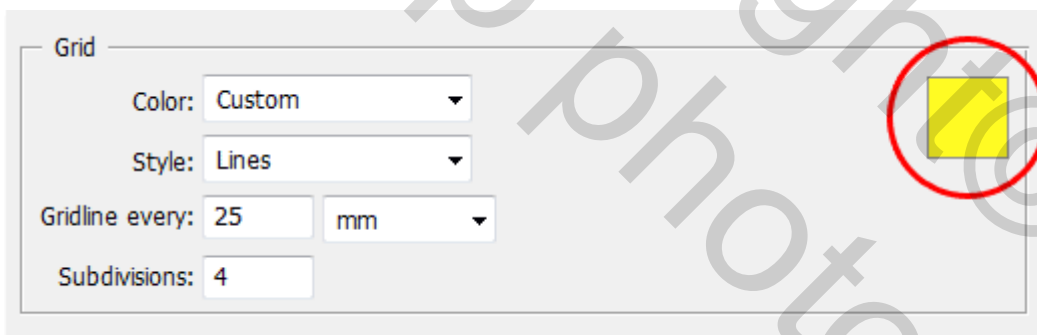 Grid
Color: Custom
Style: Lines
Gridline every: 25 mm
Subdivisions: 4